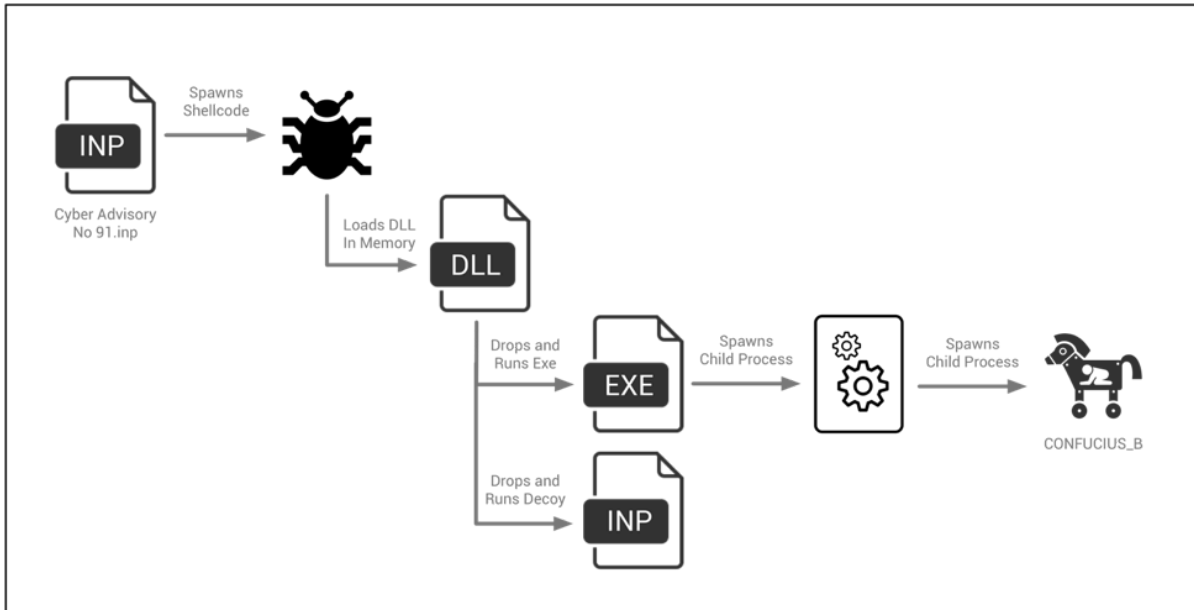 Spawns
Shellcode
INP
Cyber Advisory
No 91.inp
Loads DLL
In Memory
DLL
Drops and
Runs Exe
EXE
Spawns
Child Process
Spawns
Child Process
CONFUCIUS_B
Drops and
Runs Decoy
INP